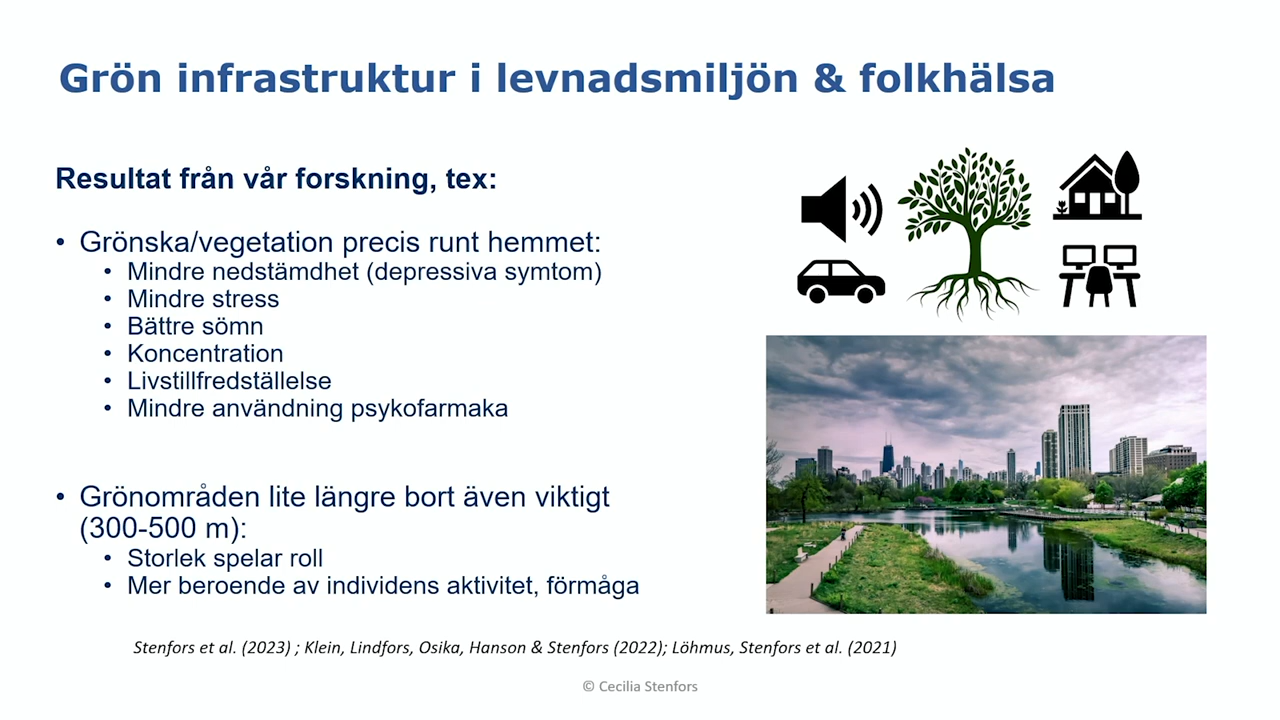 Grön infrastruktur i levnadsmiljön & folkhälsa
Resultat från vår forskning, tex:
• Grönska/vegetation precis runt hemmet:
• Mindre nedstämdhet (depressiva symtom)
• Mindre stress
• Bättre sömn
• Koncentration
• Livstillfredställelse
• Mindre användning psykofarmaka
• Grönområden lite längre bort även viktigt
(300-500 m):
• Storlek spelar roll
• Mer beroende av individens aktivitet, förmåga
Stenfors et al. (2023) ; Klein, Lindfors, Osika, Hanson & Stenfors (2022); Löhmus, Stenfors et al. (2021)
© Cecilia Stenfors